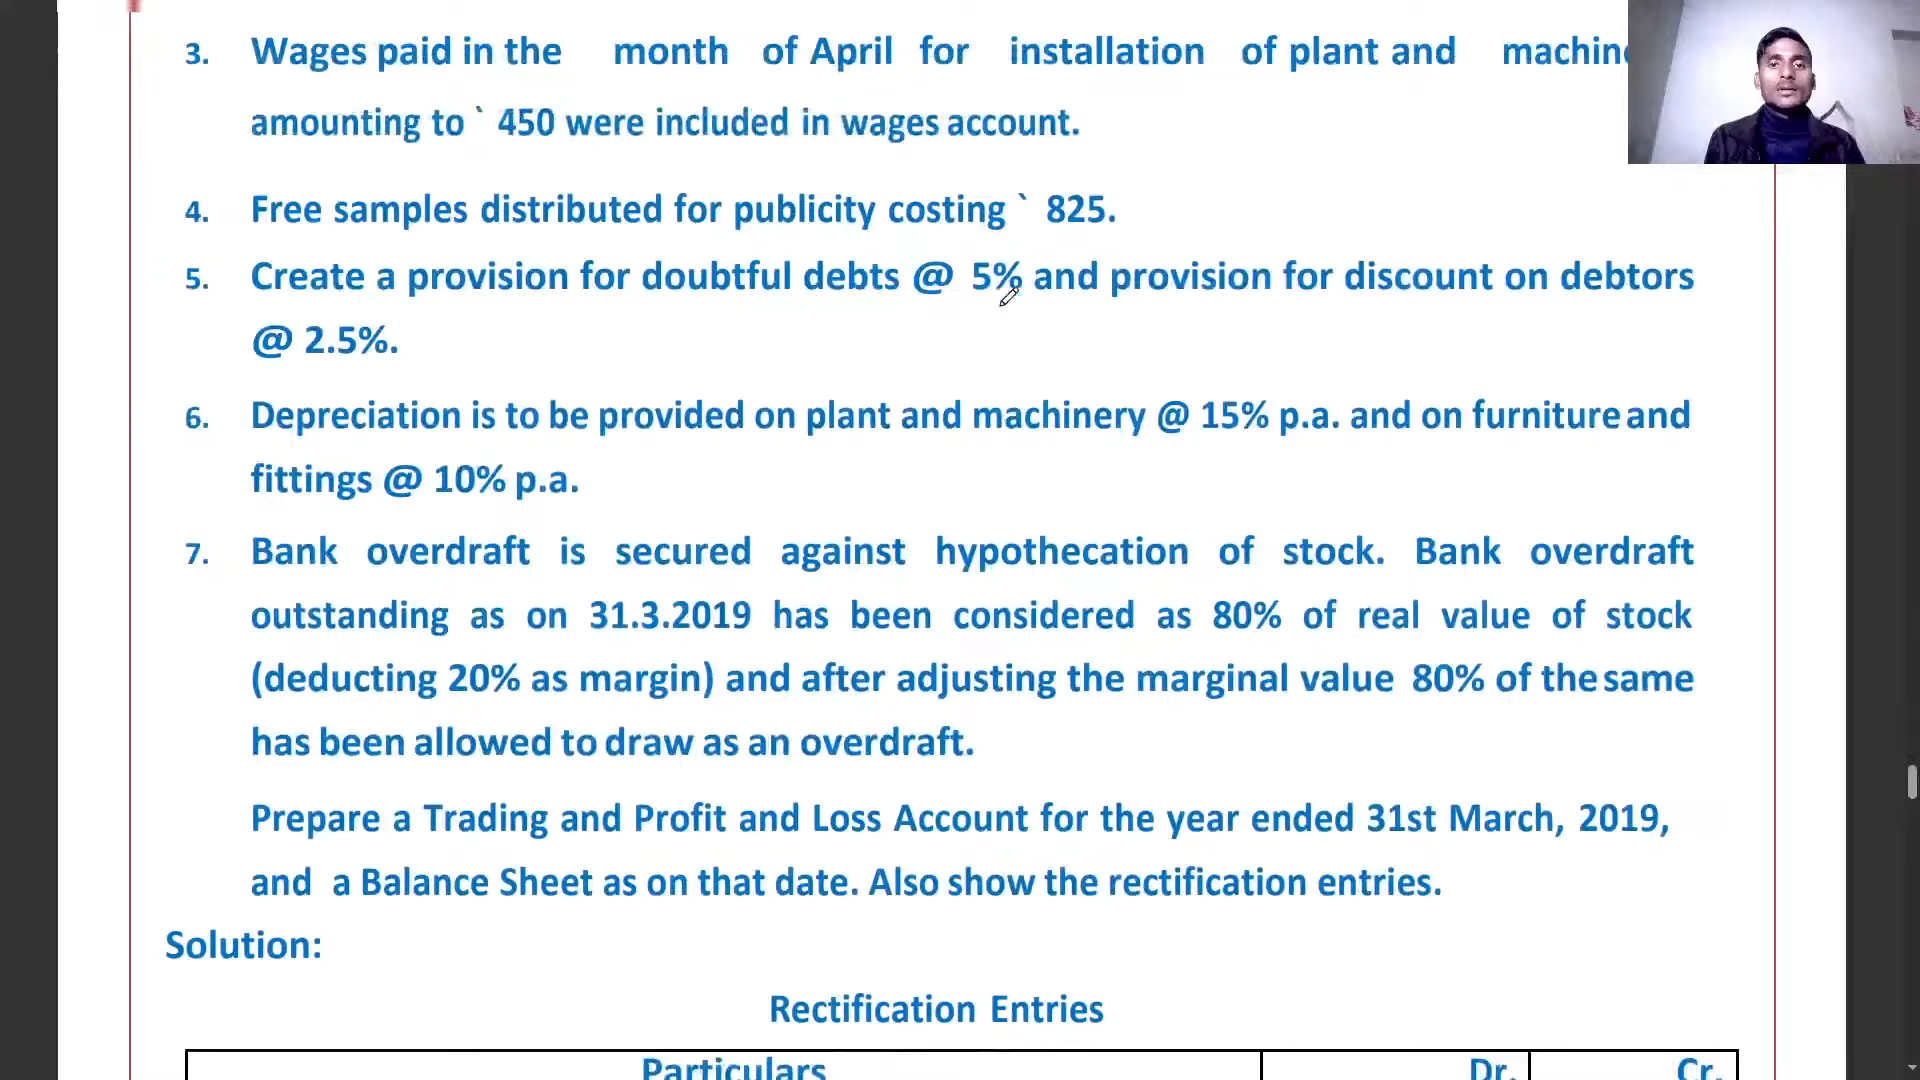 3. Wages paid in the month of April for installation of plant and
amounting to ` 450 were included in wages account.
4. Free samples distributed for publicity costing ` 825.
5. Create a provision for doubtful debts @ 5% and provision for discount on debtors
@ 2.5%.
6. Depreciation is to be provided on plant and machinery @ 15% p.a. and on furniture and
fittings @ 10% p.a.
7. Bank overdraft is secured against hypothecation of stock. Bank overdraft
outstanding as on 31.3.2019 has been considered as 80% of real value of stock
(deducting 20% as margin) and after adjusting the marginal value 80% of the same
has been allowed to draw as an overdraft.
Prepare a Trading and Profit and Loss Account for the year ended 31st March, 2019,
and a Balance Sheet as on that date. Also show the rectification entries.
Solution:
Rectification Entries
Particulars Dr. Cr.